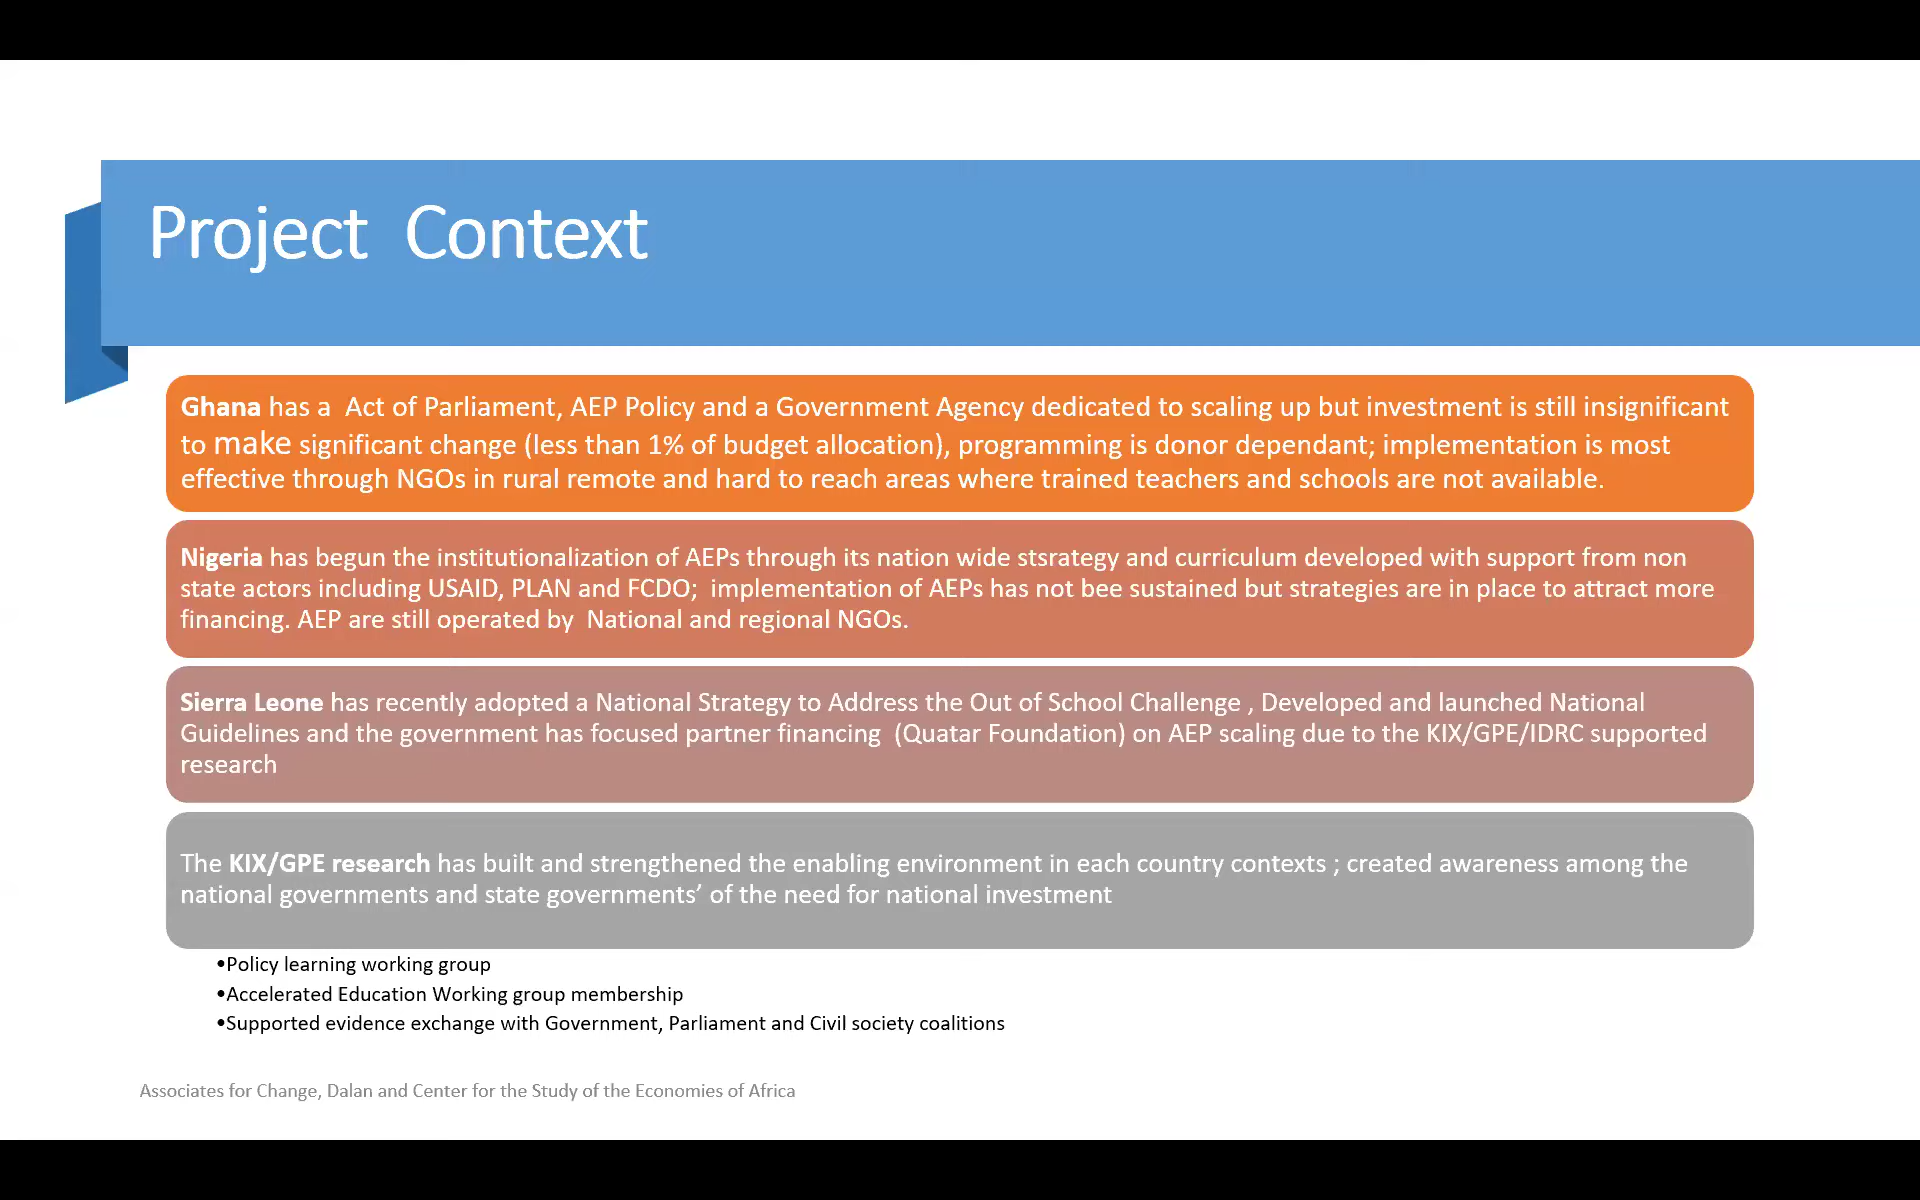 Project  Context
Ghana has a  Act of Parliament, AEP Policy and a Government Agency dedicated to scaling up but investment is still insignificant
to make significant change (less than 1% of budget allocation), programming is donor dependant; implementation is most
effective through NGOs in rural remote and hard to reach areas where trained teachers and schools are not available.
Nigeria has begun the institutionalization of AEPs through its nation wide stsrategy and curriculum developed with support from non
state actors including USAID, PLAN and FCDO;  implementation of AEPs has not bee sustained but strategies are in place to attract more
financing. AEP are still operated by  National and regional NGOs.
Sierra Leone has recently adopted a National Strategy to Address the Out of School Challenge , Developed and launched National
Guidelines and the government has focused partner financing  (Quatar Foundation) on AEP scaling due to the KIX/GPE/IDRC supported
research
The KIX/GPE research has built and strengthened the enabling environment in each country contexts ; created awareness among the
national governments and state governments’ of the need for national investment
•Policy learning working group
•Accelerated Education Working group membership
•Supported evidence exchange with Government, Parliament and Civil society coalitions
Associates for Change, Dalan and Center for the Study of the Economies of Africa